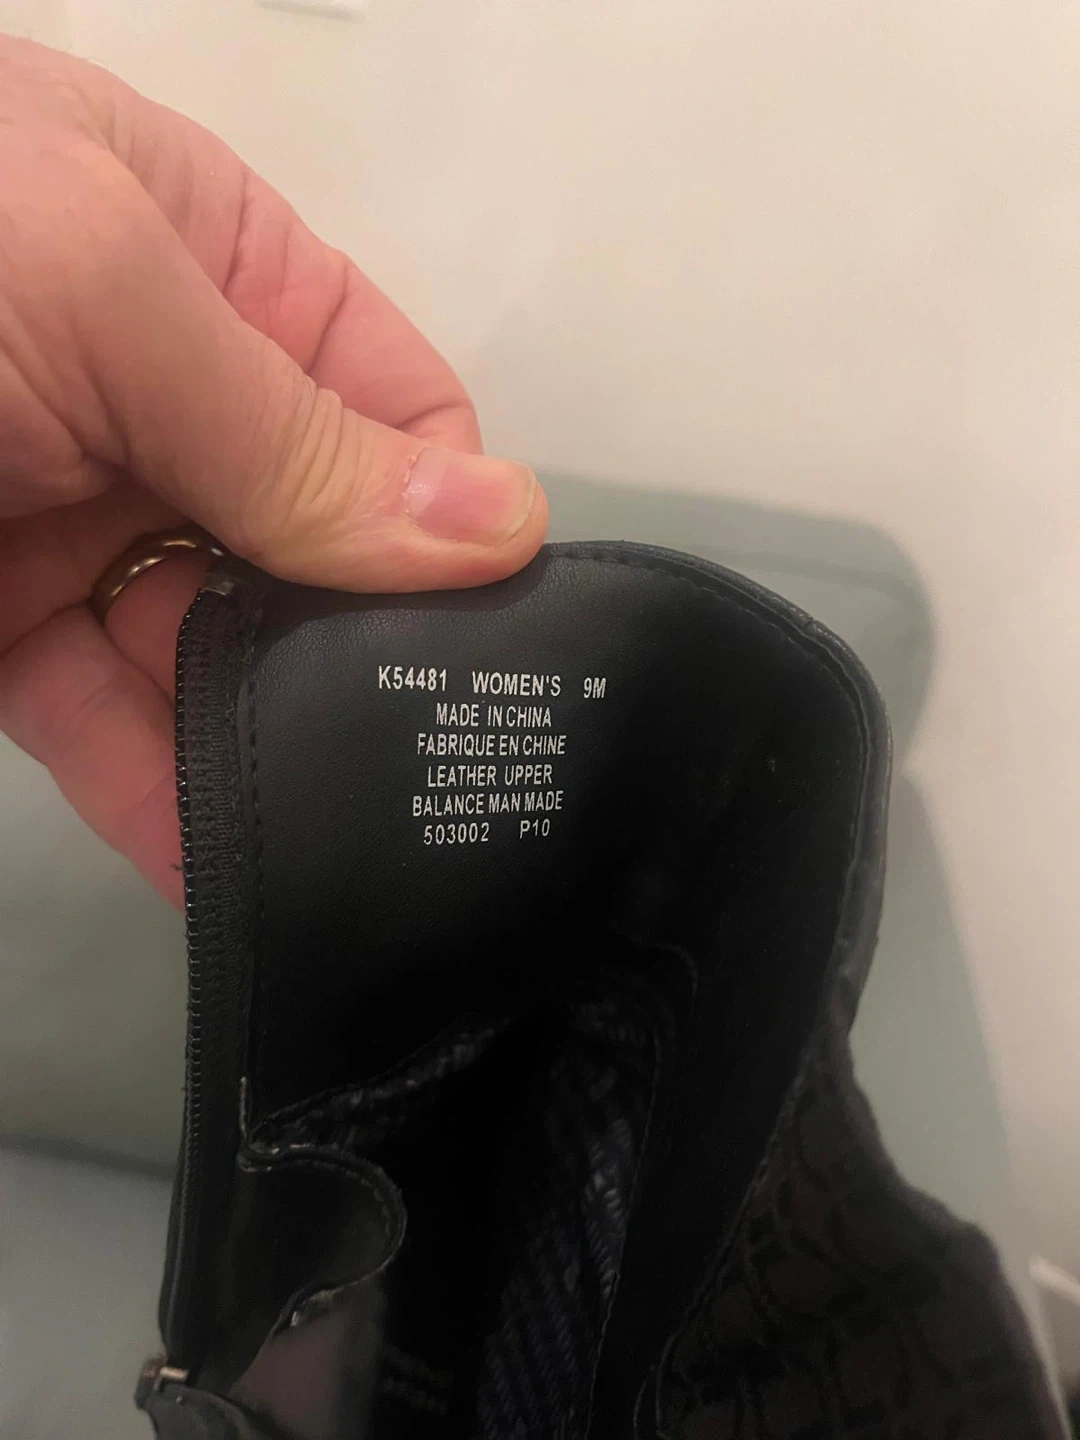 K54481 WOMEN'S 9M
MADE IN CHINA
FABRIQUE EN CHINE
LEATHER UPPER
BALANCE MAN MADE
503002 P10